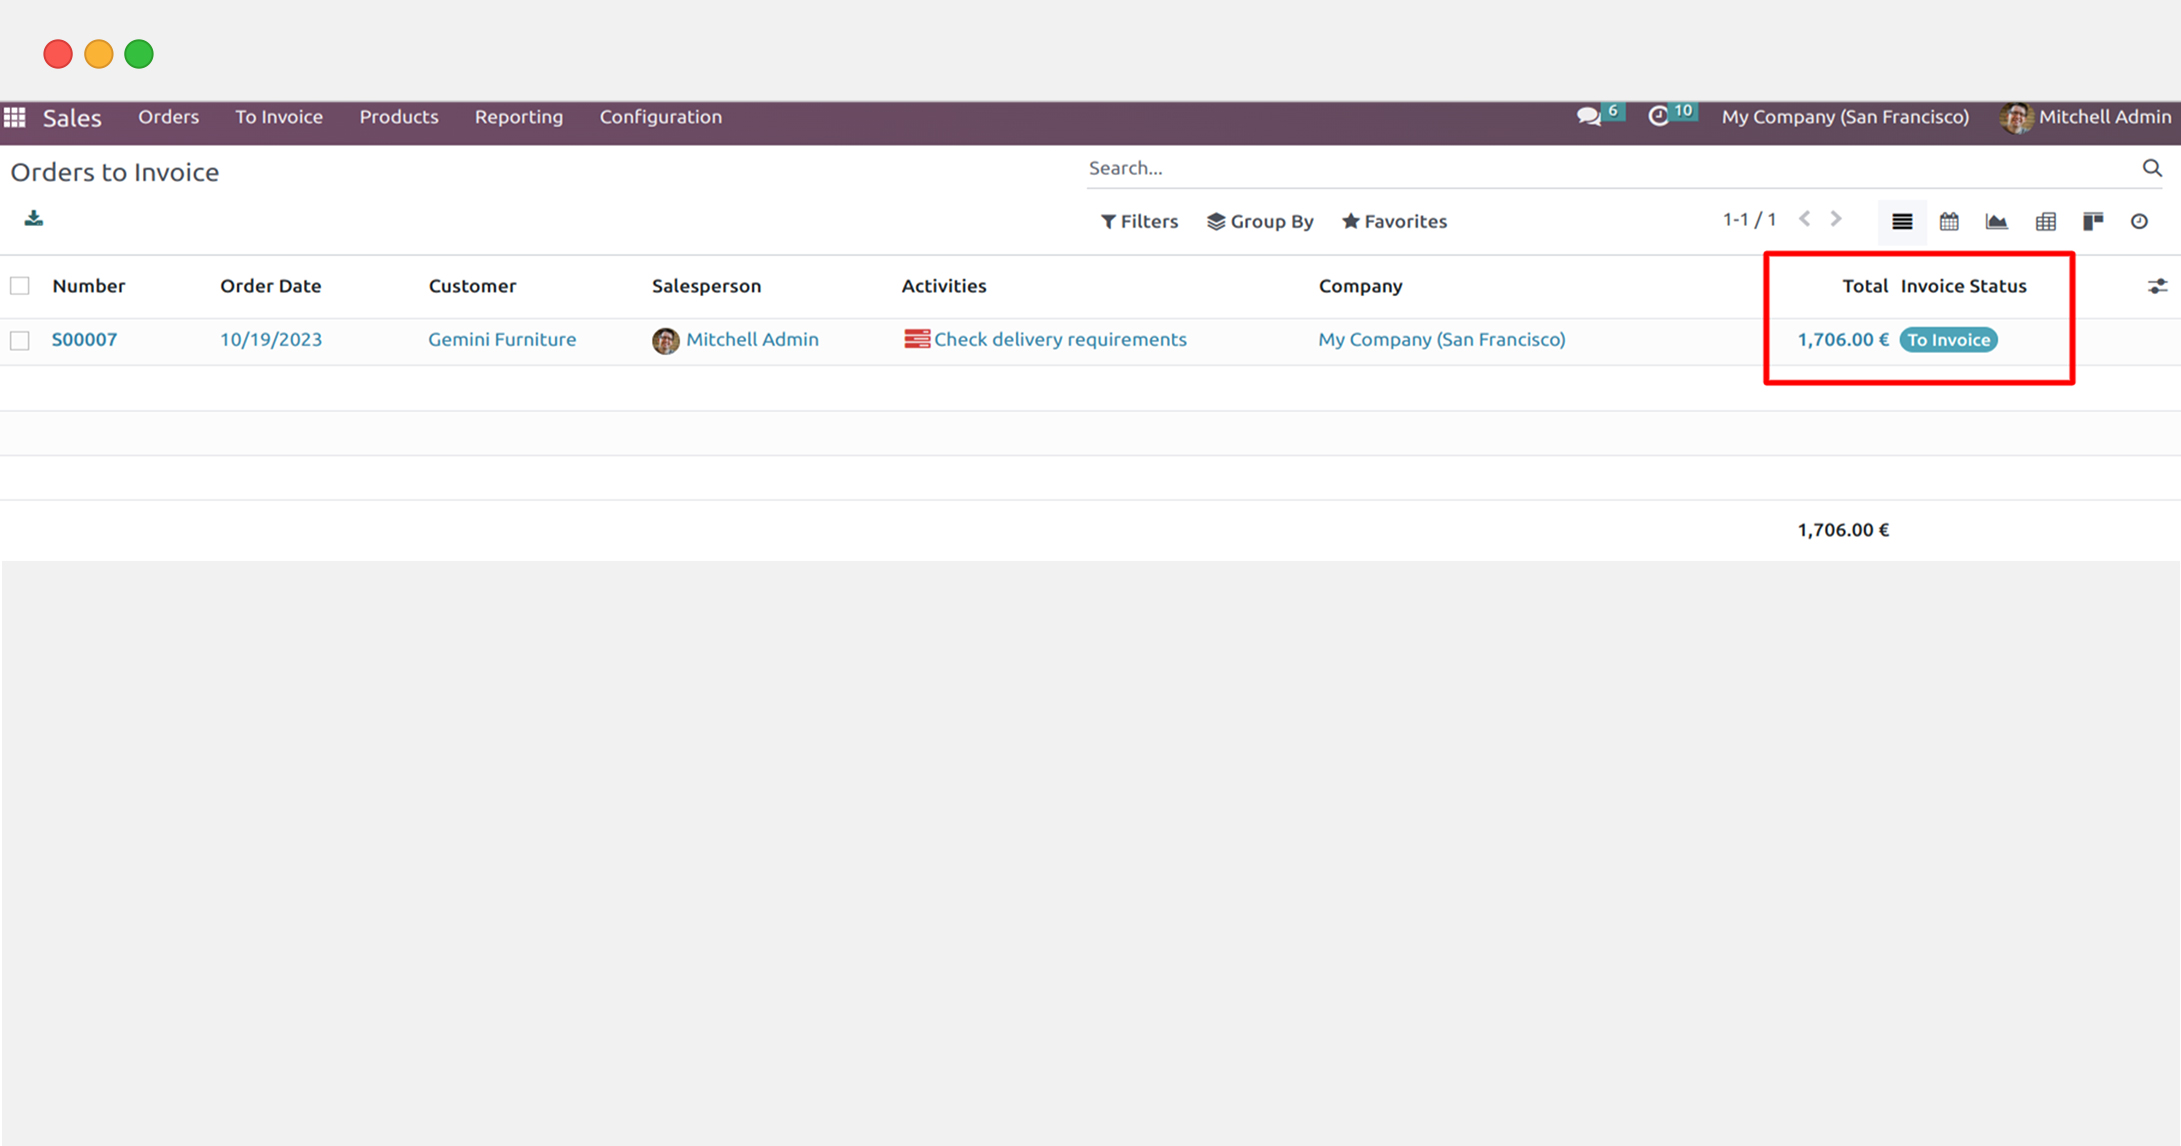 Sales Orders To Invoice Products Reporting Configuration 6 10 My Company (San Francisco) Mitchell Admin
Orders to Invoice Search...
Filters Group By Favorites 1-1 / 1
Number Order Date Customer Salesperson Activities Company Total Invoice Status
S00007 10/19/2023 Gemini Furniture Mitchell Admin Check delivery requirements My Company (San Francisco) 1,706.00 € To Invoice
1,706.00 €